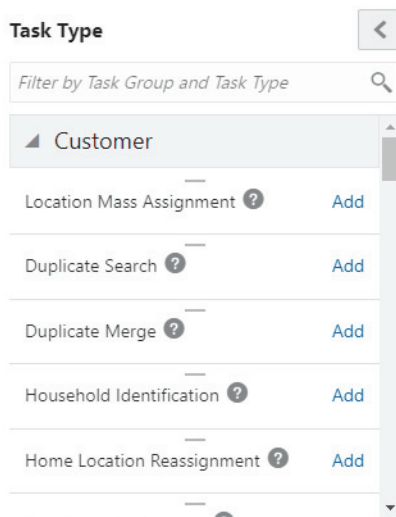 Task Type
Filter by Task Group and Task Type
Customer
Location Mass Assignment ? Add
Duplicate Search ? Add
Duplicate Merge ? Add
Household Identification ? Add
Home Location Reassignment ? Add